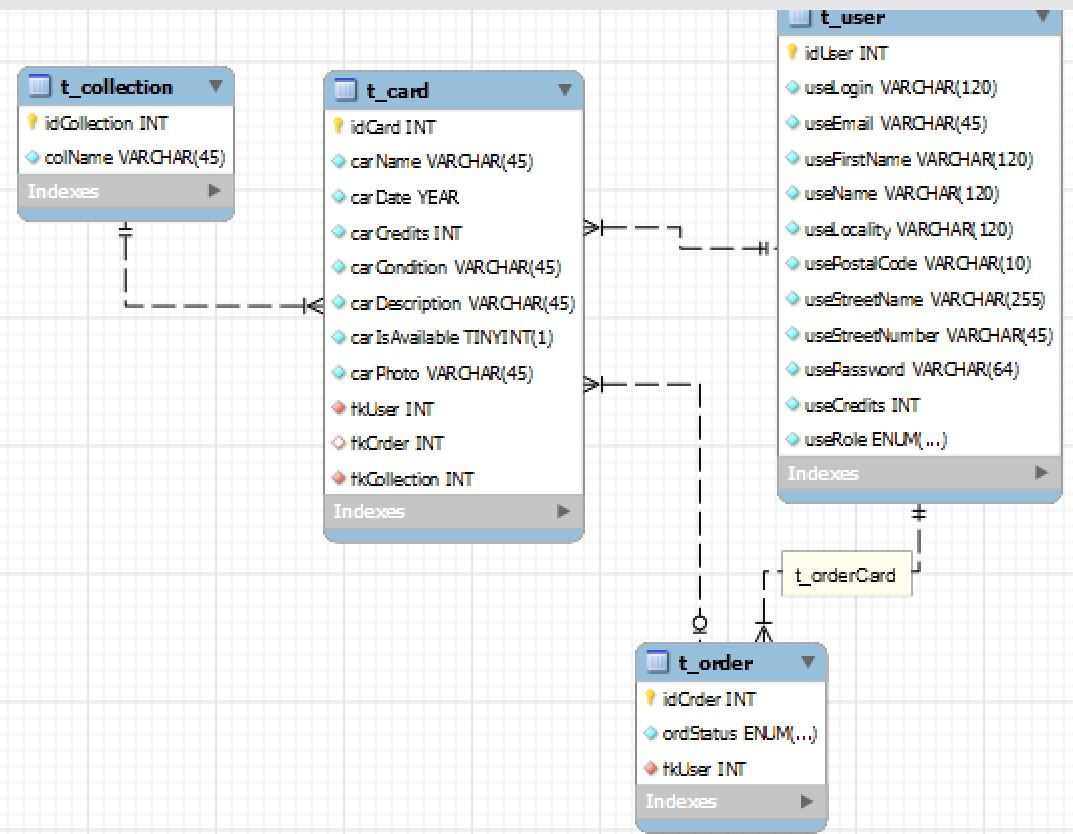 t_collection
idCollection INT
colName VARCHAR(45)
Indexes
t_card
idCard INT
carName VARCHAR(45)
carDate YEAR
carCredits INT
carCondition VARCHAR(45)
carDescription VARCHAR(45)
carIsAvailable TINYINT(1)
carPhoto VARCHAR(45)
fkUser INT
fkOrder INT
fkCollection INT
Indexes
t_user
idUser INT
useLogin VARCHAR(120)
useEmail VARCHAR(45)
useFirstName VARCHAR(120)
useName VARCHAR(120)
useLocality VARCHAR(120)
usePostalCode VARCHAR(10)
useStreetName VARCHAR(255)
useStreetNumber VARCHAR(45)
usePassword VARCHAR(64)
useCredits INT
useRole ENUM(...)
Indexes
t_orderCard
t_order
idOrder INT
ordStatus ENUM(...)
fkUser INT
Indexes